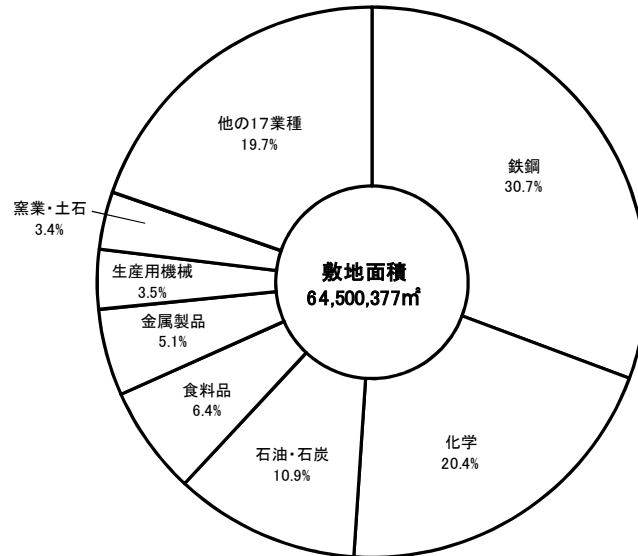 他の17業種
19.7%
鉄鋼
30.7%
窯業・土石
3.4%
敷地面積
64,500,377㎡
生産用機械
3.5%
金属製品
5.1%
食料品
6.4%
石油・石炭
10.9%
化学
20.4%